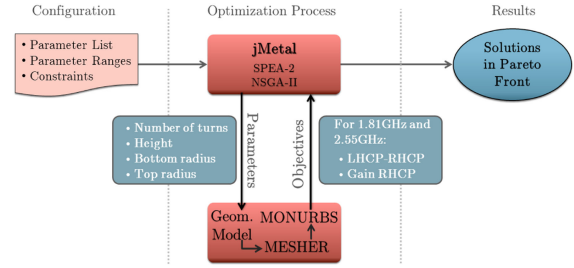 Configuration
Optimization Process
Results
• Parameter List
• Parameter Ranges
• Constraints
jMetal
SPEA-2
NSGA-II
Solutions
in Pareto
Front
• Number of turns
• Height
• Bottom radius
• Top radius
Parameters
Objectives
For 1.81GHz and
2.55GHz:
• LHCP-RHCP
• Gain RHCP
Geom. MONURBS
Model
MESHER